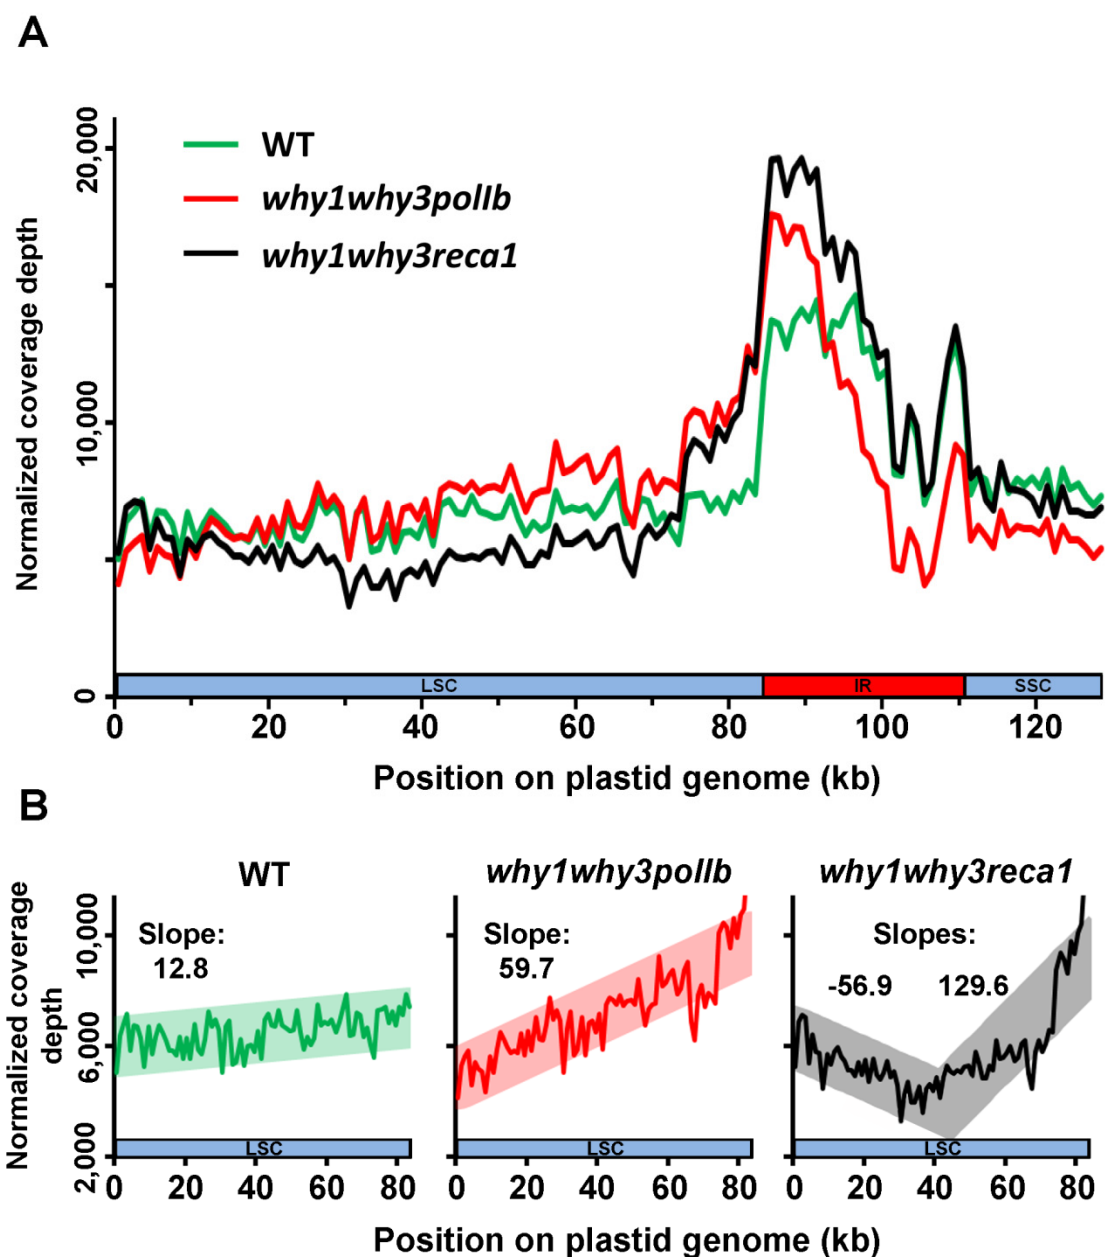 A
Normalized coverage depth
20,000
10,000
0
WT
why1why3polIb
why1why3reca1
LSC IR SSC
0 20 40 60 80 100 120
Position on plastid genome (kb)
B
Normalized coverage
depth
10,000
6,000
2,000
WT
Slope:
12.8
LSC
0 20 40 60 80
why1why3polIb
Slope:
59.7
LSC
0 20 40 60 80
why1why3reca1
Slopes:
-56.9 129.6
LSC
0 20 40 60 80
Position on plastid genome (kb)